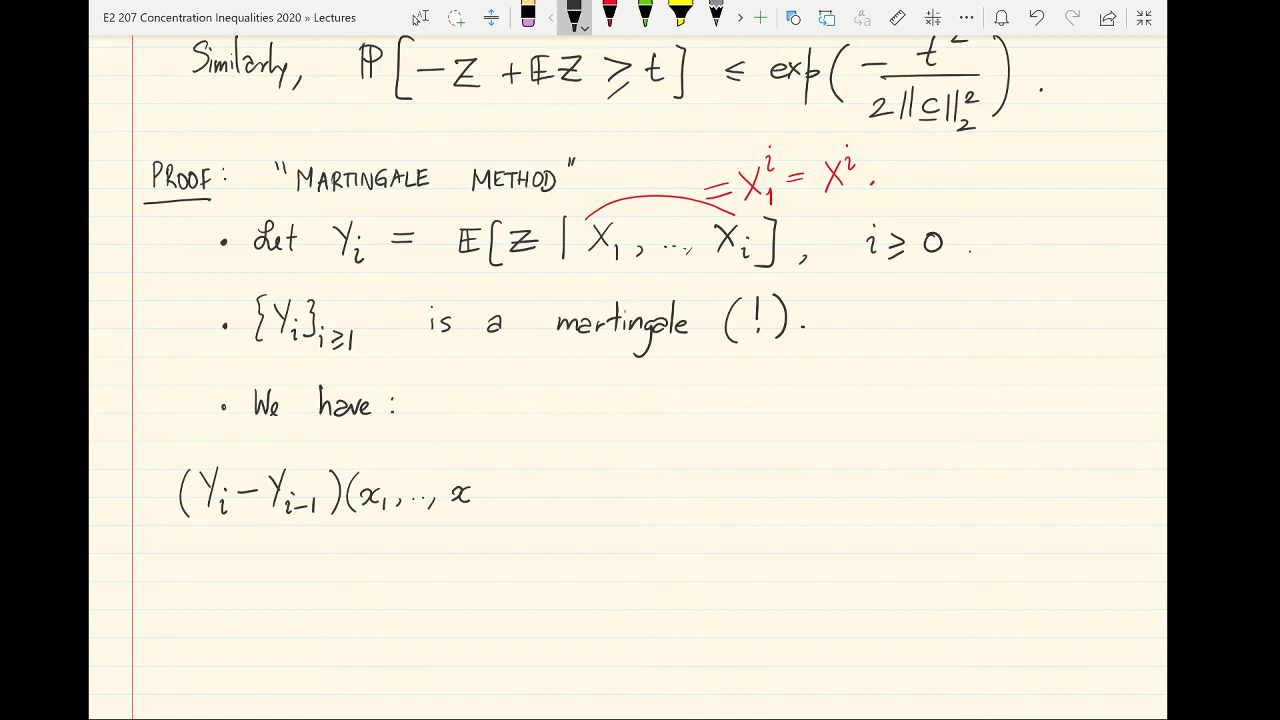 E2 207 Concentration Inequalities 2020 » Lectures
Similarly, ℙ[-Z + 𝔼Z ≥ t] ≤ exp(-t²/(2‖c̲‖₂²)).
PROOF: "MARTINGALE METHOD" = X₁ⁱ = Xⁱ.
• Let Yᵢ = 𝔼[Z | X₁, ..., Xᵢ], i ≥ 0.
• {Yᵢ}ᵢ≥₁ is a martingale (!).
• We have:
(Yᵢ - Yᵢ₋₁)(x₁, .., x